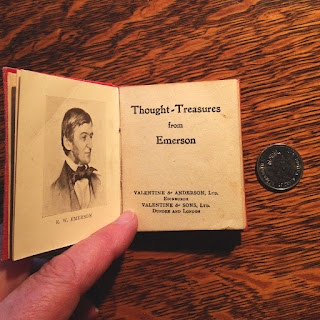 R. W. EMERSON
Thought-Treasures
from
Emerson
VALENTINE & ANDERSON, LTD.
EDINBURGH
VALENTINE & SONS, LTD.
DUNDEE AND LONDON